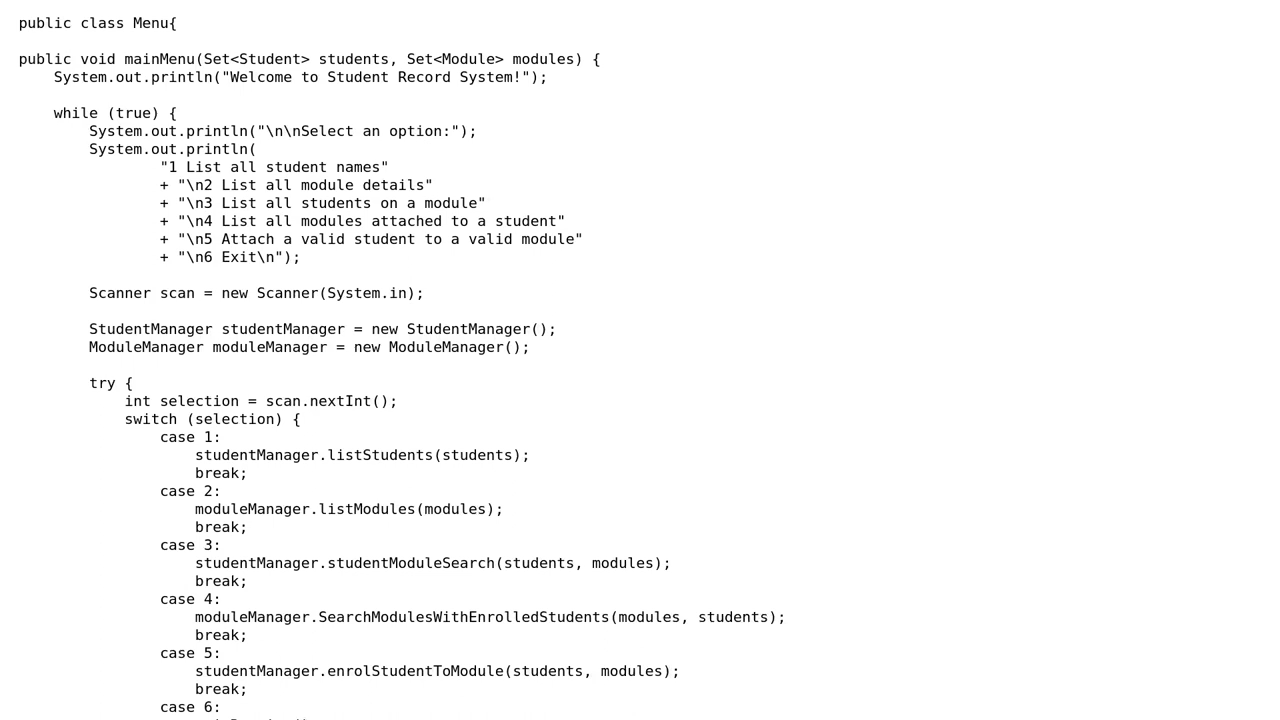 public class Menu{
public void mainMenu(Set<Student> students, Set<Module> modules) {
System.out.println("Welcome to Student Record System!");
while (true) {
System.out.println("\n\nSelect an option:");
System.out.println(
"1 List all student names"
+ "\n2 List all module details"
+ "\n3 List all students on a module"
+ "\n4 List all modules attached to a student"
+ "\n5 Attach a valid student to a valid module"
+ "\n6 Exit\n");
Scanner scan = new Scanner(System.in);
StudentManager studentManager = new StudentManager();
ModuleManager moduleManager = new ModuleManager();
try {
int selection = scan.nextInt();
switch (selection) {
case 1:
studentManager.listStudents(students);
break;
case 2:
moduleManager.listModules(modules);
break;
case 3:
studentManager.studentModuleSearch(students, modules);
break;
case 4:
moduleManager.SearchModulesWithEnrolledStudents(modules, students);
break;
case 5:
studentManager.enrolStudentToModule(students, modules);
break;
case 6: